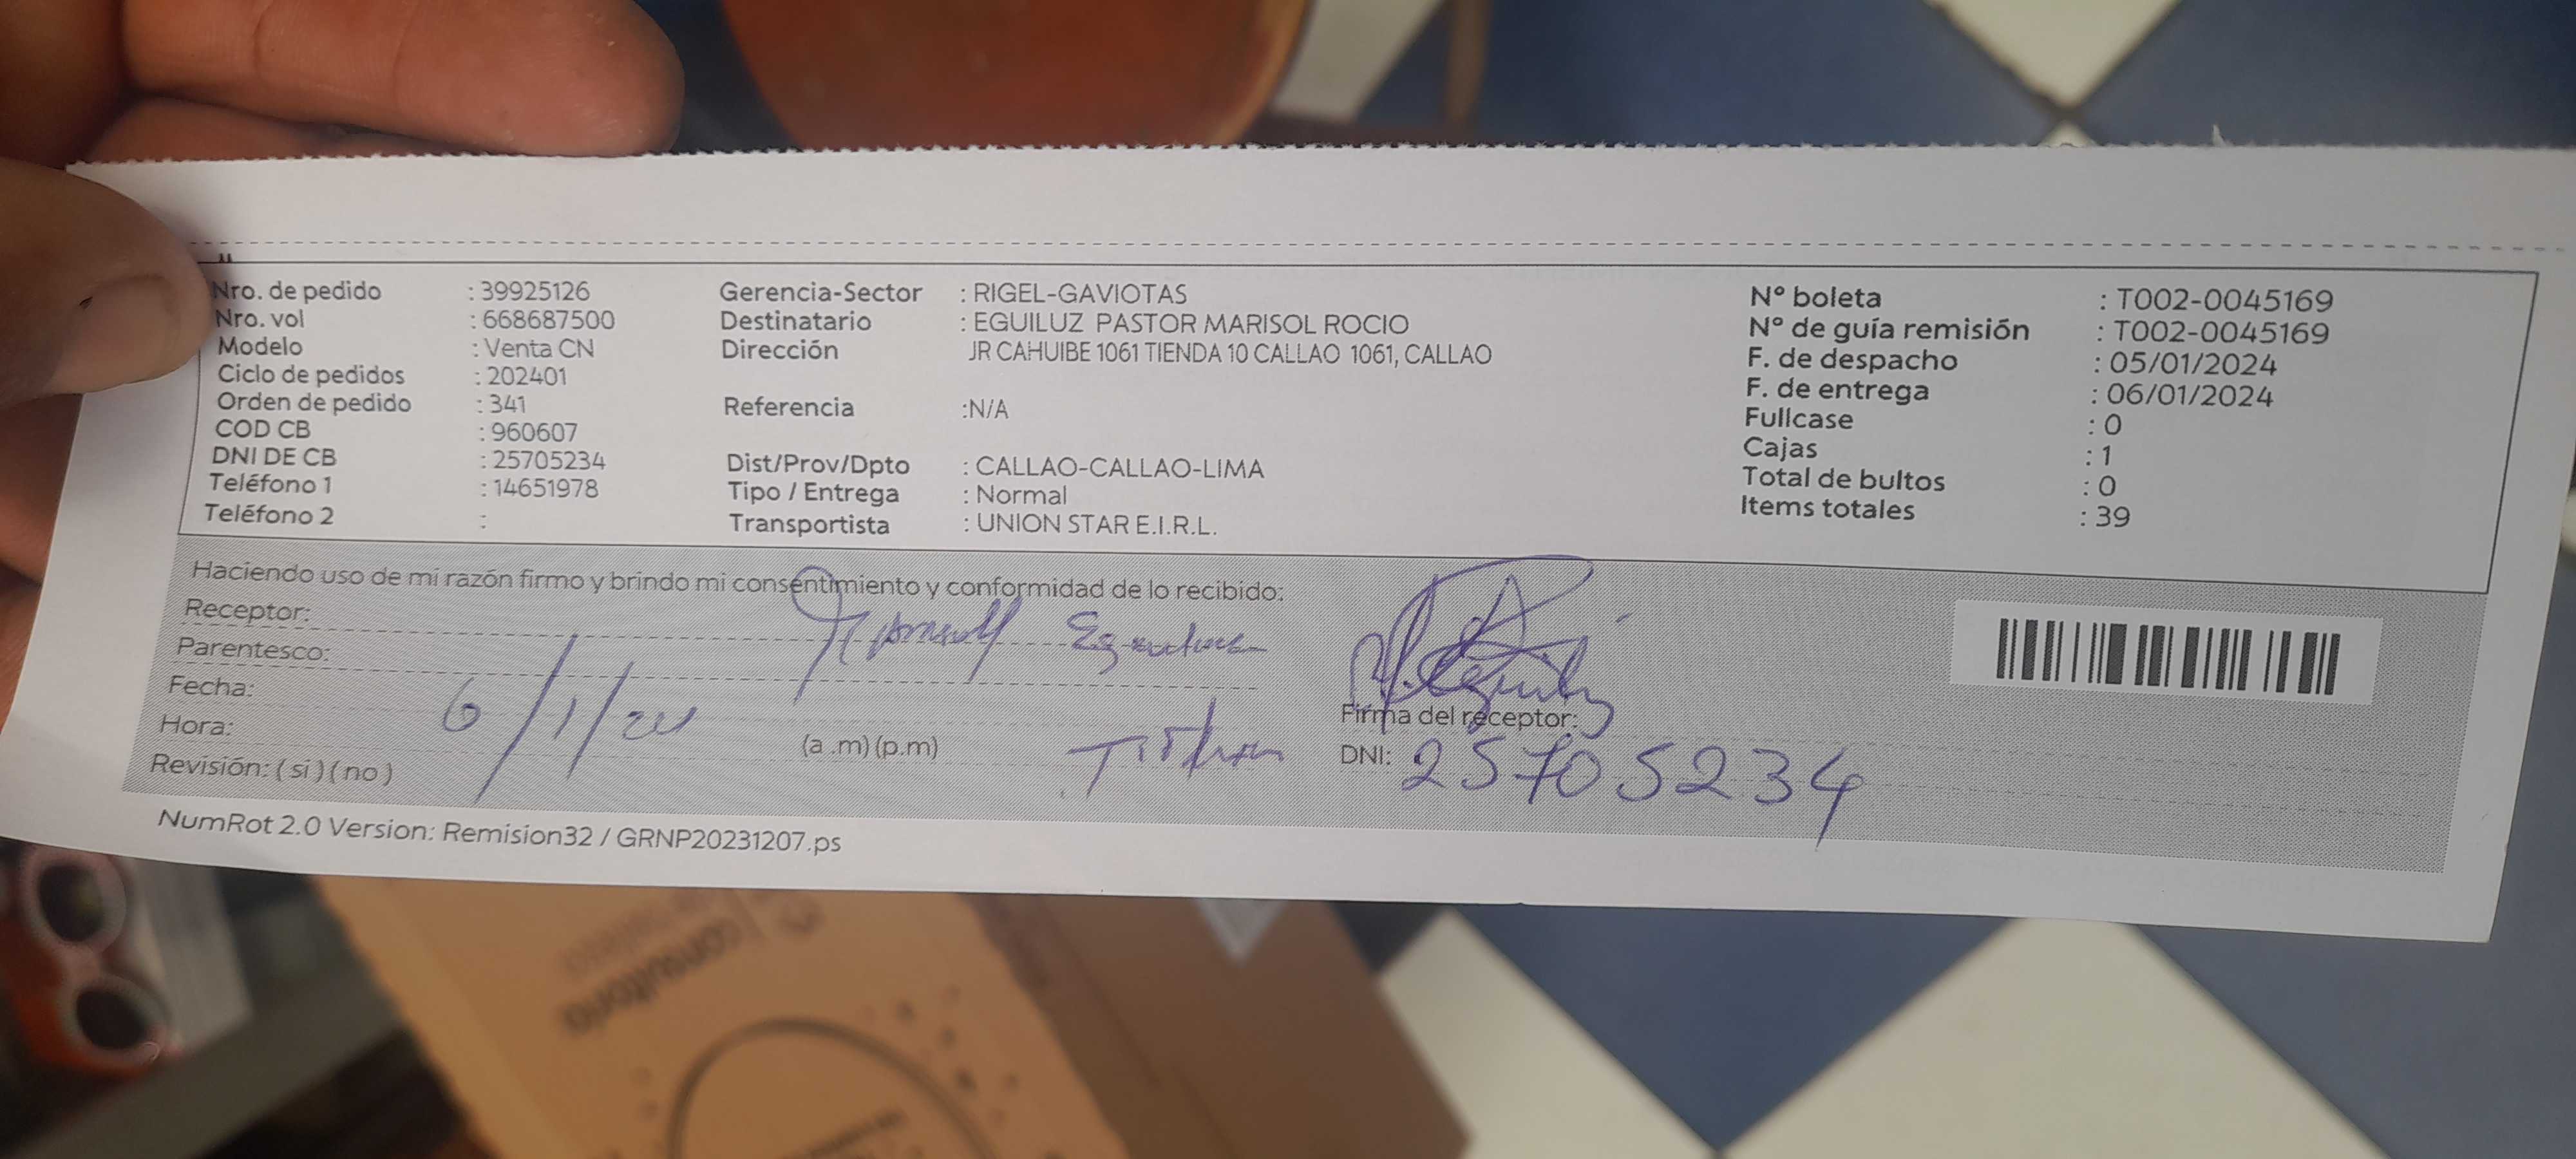 Nro. de pedido : 39925126
Nro. vol : 668687500
Modelo : Venta CN
Ciclo de pedidos : 202401
Orden de pedido : 341
COD CB : 960607
DNI DE CB : 25705234
Teléfono 1 : 14651978
Teléfono 2 :
Gerencia-Sector : RIGEL-GAVIOTAS
Destinatario : EGUILUZ PASTOR MARISOL ROCIO
Dirección JR CAHUIBE 1061 TIENDA 10 CALLAO 1061, CALLAO
Referencia :N/A
Dist/Prov/Dpto : CALLAO-CALLAO-LIMA
Tipo / Entrega : Normal
Transportista : UNION STAR E.I.R.L.
Nº boleta : T002-0045169
Nº de guía remisión : T002-0045169
F. de despacho : 05/01/2024
F. de entrega : 06/01/2024
Fullcase : 0
Cajas : 1
Total de bultos : 0
Items totales : 39
Haciendo uso de mi razón firmo y brindo mi consentimiento y conformidad de lo recibido:
Receptor:
Parentesco:
Fecha: 6/1/24
Hora: (a .m) (p.m)
Revisión: ( si ) ( no )
Firma del receptor:
DNI: 25705234
NumRot 2.0 Version: Remision32 / GRNP20231207.ps
consultoría